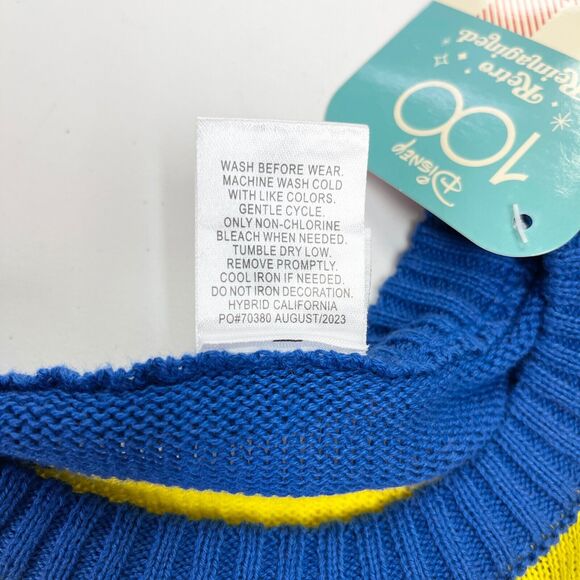 WASH BEFORE WEAR.
MACHINE WASH COLD
WITH LIKE COLORS.
GENTLE CYCLE.
ONLY NON-CHLORINE
BLEACH WHEN NEEDED.
TUMBLE DRY LOW.
REMOVE PROMPTLY.
COOL IRON IF NEEDED.
DO NOT IRON DECORATION.
HYBRID CALIFORNIA
PO#70380 AUGUST/2023
Disney
100
Retro
Reimagined